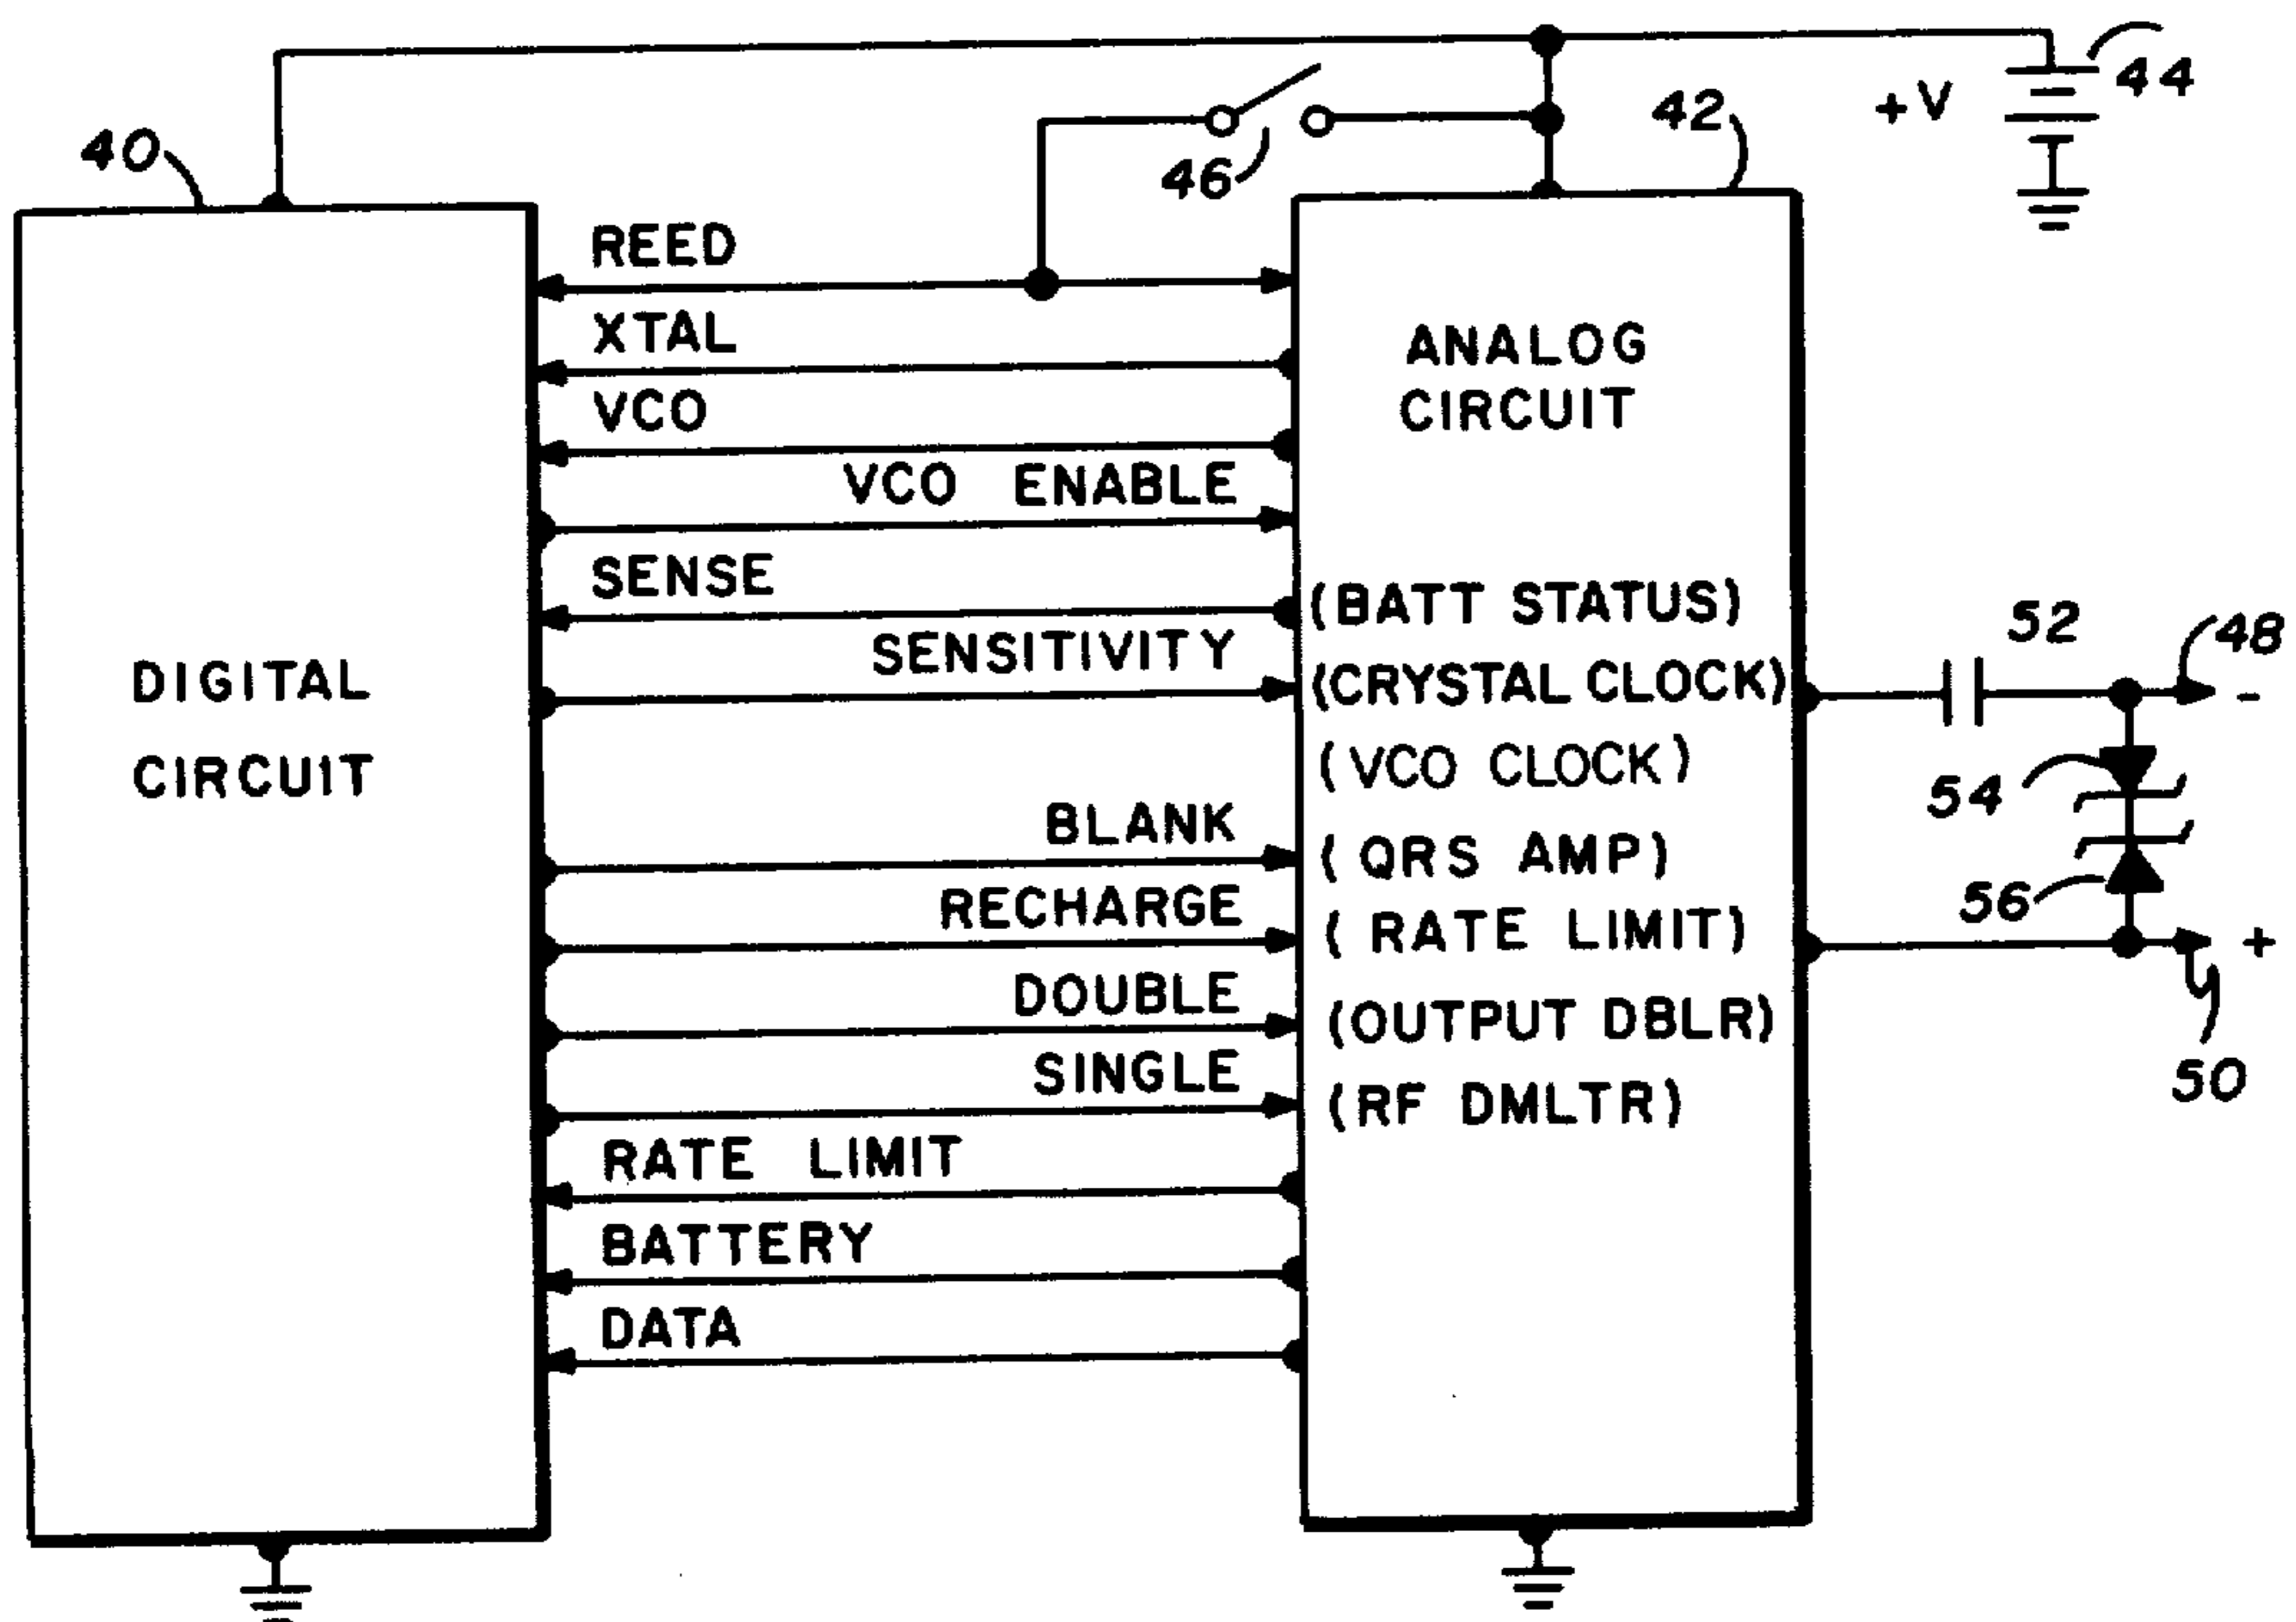 +V
44
42
40
46
REED
XTAL
ANALOG
CIRCUIT
VCO
VCO ENABLE
SENSE
(BATT STATUS)
52
48
SENSITIVITY
(CRYSTAL CLOCK)
-
DIGITAL
CIRCUIT
(VCO CLOCK)
54
BLANK
(QRS AMP)
56
RECHARGE
(RATE LIMIT)
+
DOUBLE
(OUTPUT DBLR)
50
SINGLE
(RF DMLTR)
RATE LIMIT
BATTERY
DATA